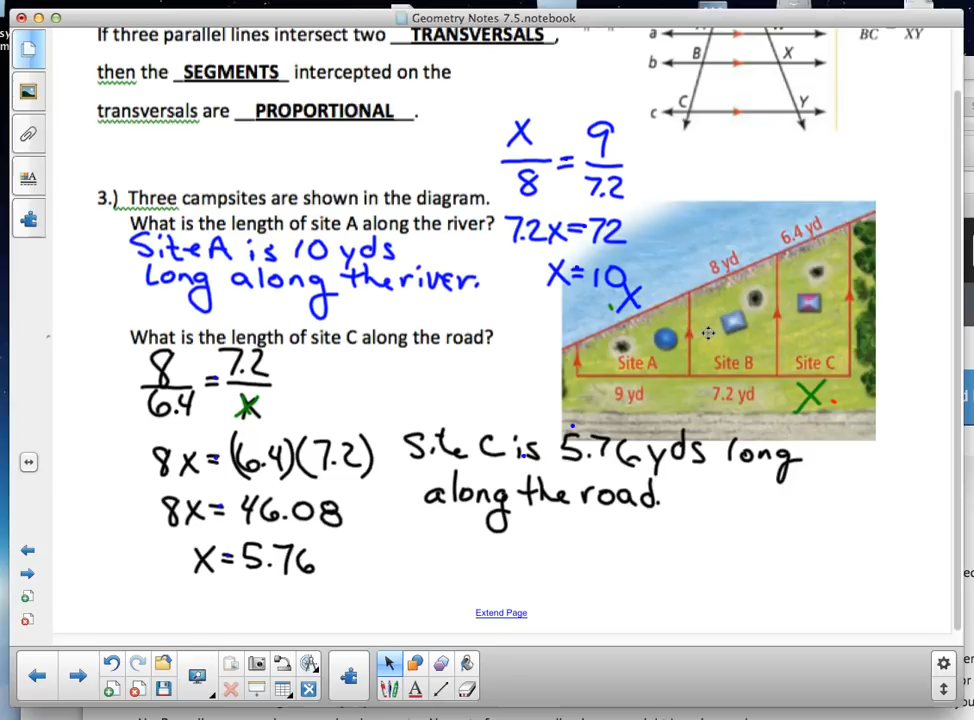 Geometry Notes 7.5.notebook
If three parallel lines intersect two __TRANSVERSALS__,
then the _SEGMENTS_ intercepted on the
transversals are __PROPORTIONAL__.
a
b
c
B
X
C
Y
BC = XY
x/8 = 9/7.2
7.2x=72
x=10
3.) Three campsites are shown in the diagram.
What is the length of site A along the river?
Site A is 10 yds
Long along the river.
What is the length of site C along the road?
8/6.4 = 7.2/x
8x = (6.4)(7.2)
8x = 46.08
x = 5.76
X
8 yd
6.4 yd
Site A
Site B
Site C
9 yd
7.2 yd
X
Site C is 5.76 yds long
along the road.
Extend Page